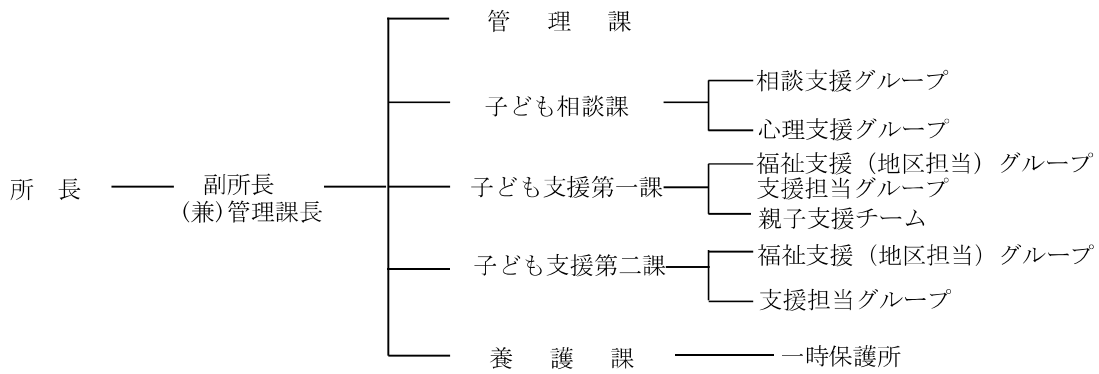 所　長
副所長
(兼)管理課長
管　理　課
子ども相談課
相談支援グループ
心理支援グループ
子ども支援第一課
福祉支援（地区担当）グループ
支援担当グループ
親子支援チーム
子ども支援第二課
福祉支援（地区担当）グループ
支援担当グループ
養　護　課
一時保護所